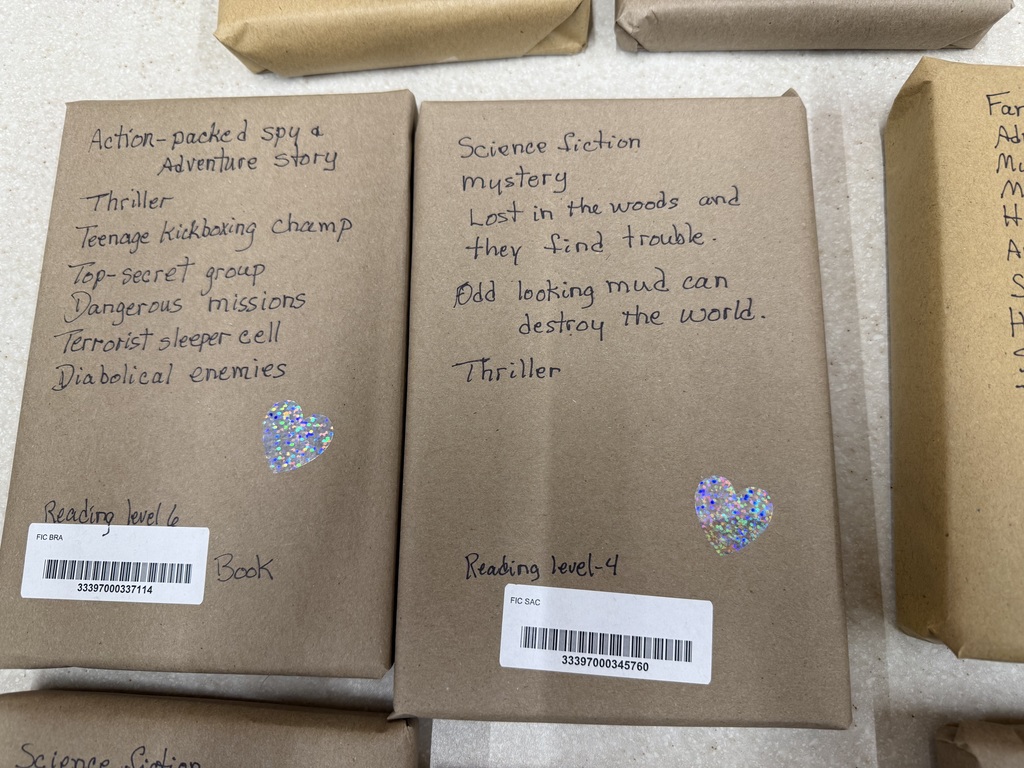 Action-packed spy &
Adventure story
Thriller
Teenage kickboxing champ
Top-secret group
Dangerous missions
Terrorist sleeper cell
Diabolical enemies
Reading level 6
FIC BRA
33397000337114
Book
Science fiction
mystery
Lost in the woods and
they find trouble.
Odd looking mud can
destroy the world.
Thriller
Reading level-4
FIC SAC
33397000345760
Science fiction